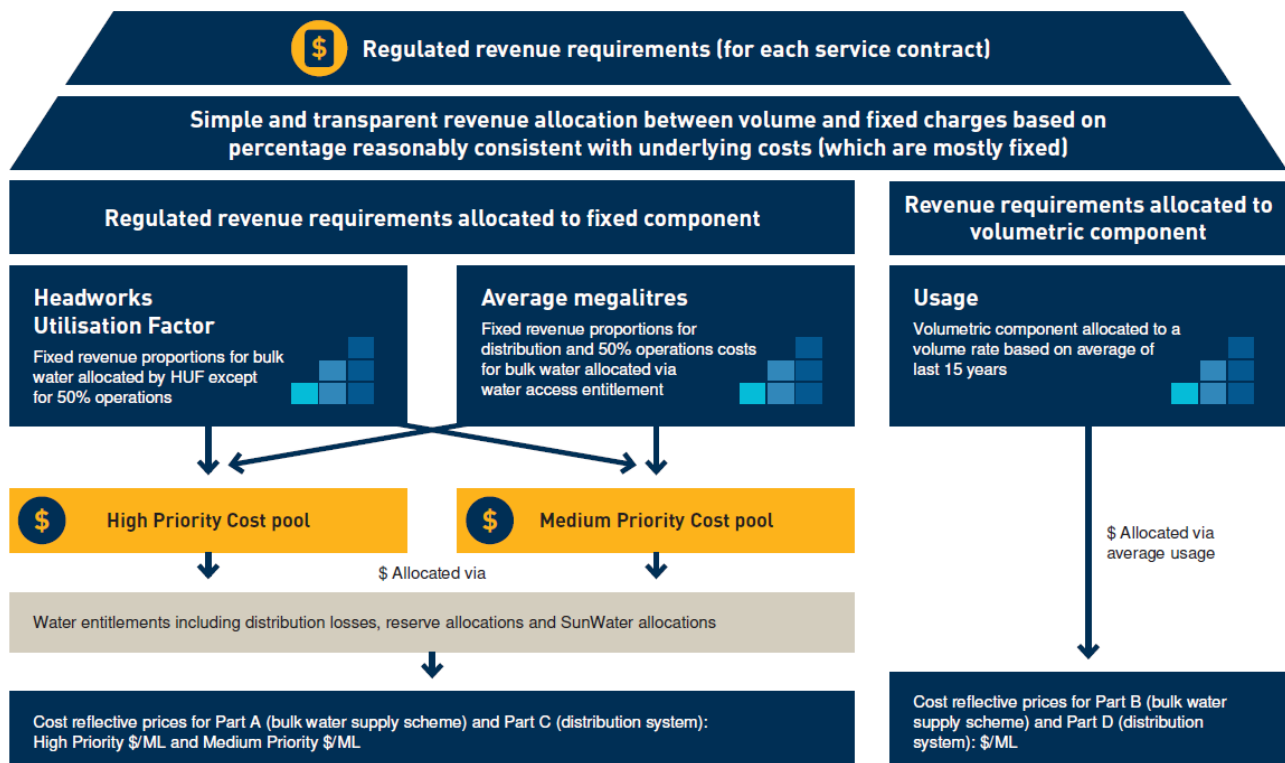 $ Regulated revenue requirements (for each service contract)
Simple and transparent revenue allocation between volume and fixed charges based on
percentage reasonably consistent with underlying costs (which are mostly fixed)
Regulated revenue requirements allocated to fixed component
Revenue requirements allocated to
volumetric component
Headworks
Utilisation Factor
Fixed revenue proportions for bulk
water allocated by HUF except
for 50% operations
Average megalitres
Fixed revenue proportions for
distribution and 50% operations costs
for bulk water allocated via
water access entitlement
Usage
Volumetric component allocated to a
volume rate based on average of
last 15 years
$ High Priority Cost pool
$ Medium Priority Cost pool
$ Allocated via
$ Allocated via
average usage
Water entitlements including distribution losses, reserve allocations and SunWater allocations
Cost reflective prices for Part A (bulk water supply scheme) and Part C (distribution system):
High Priority $/ML and Medium Priority $/ML
Cost reflective prices for Part B (bulk water
supply scheme) and Part D (distribution
system): $/ML